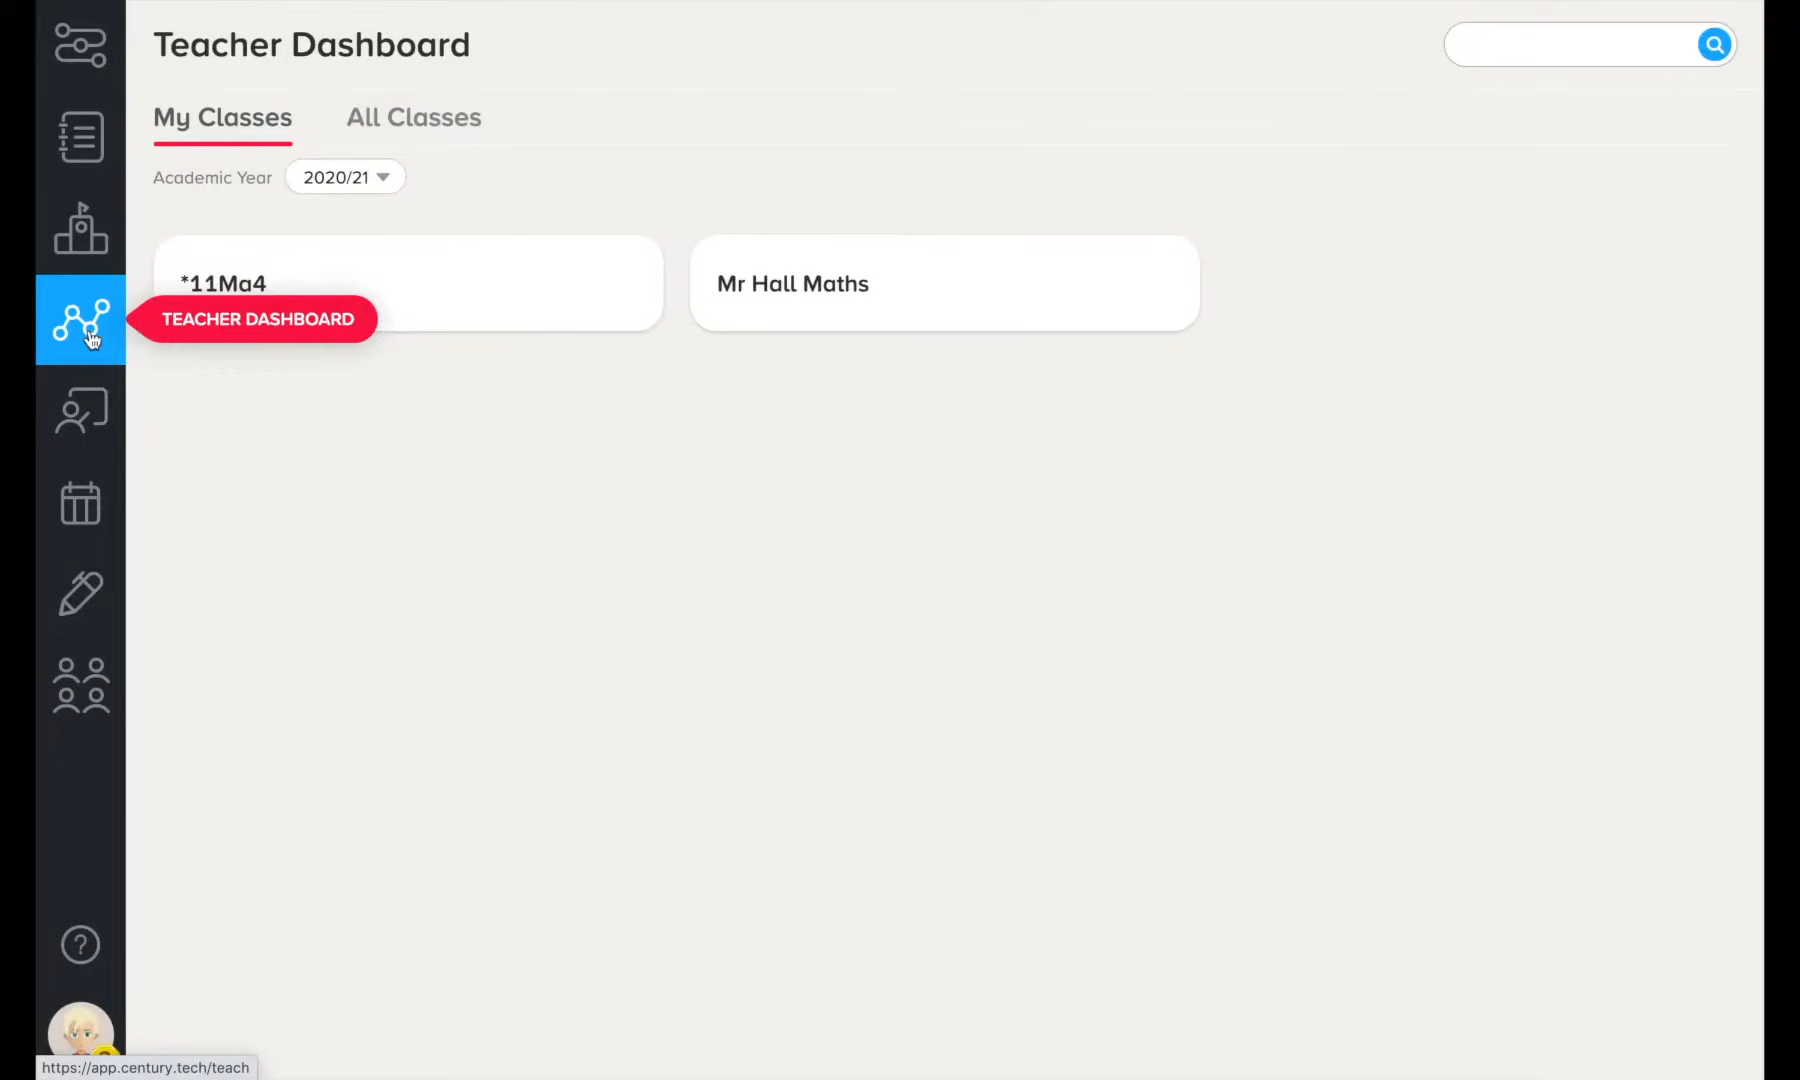 Teacher Dashboard
My Classes
All Classes
Academic Year
2020/21
*11Ma4
Mr Hall Maths
TEACHER DASHBOARD
?
https://app.century.tech/teach